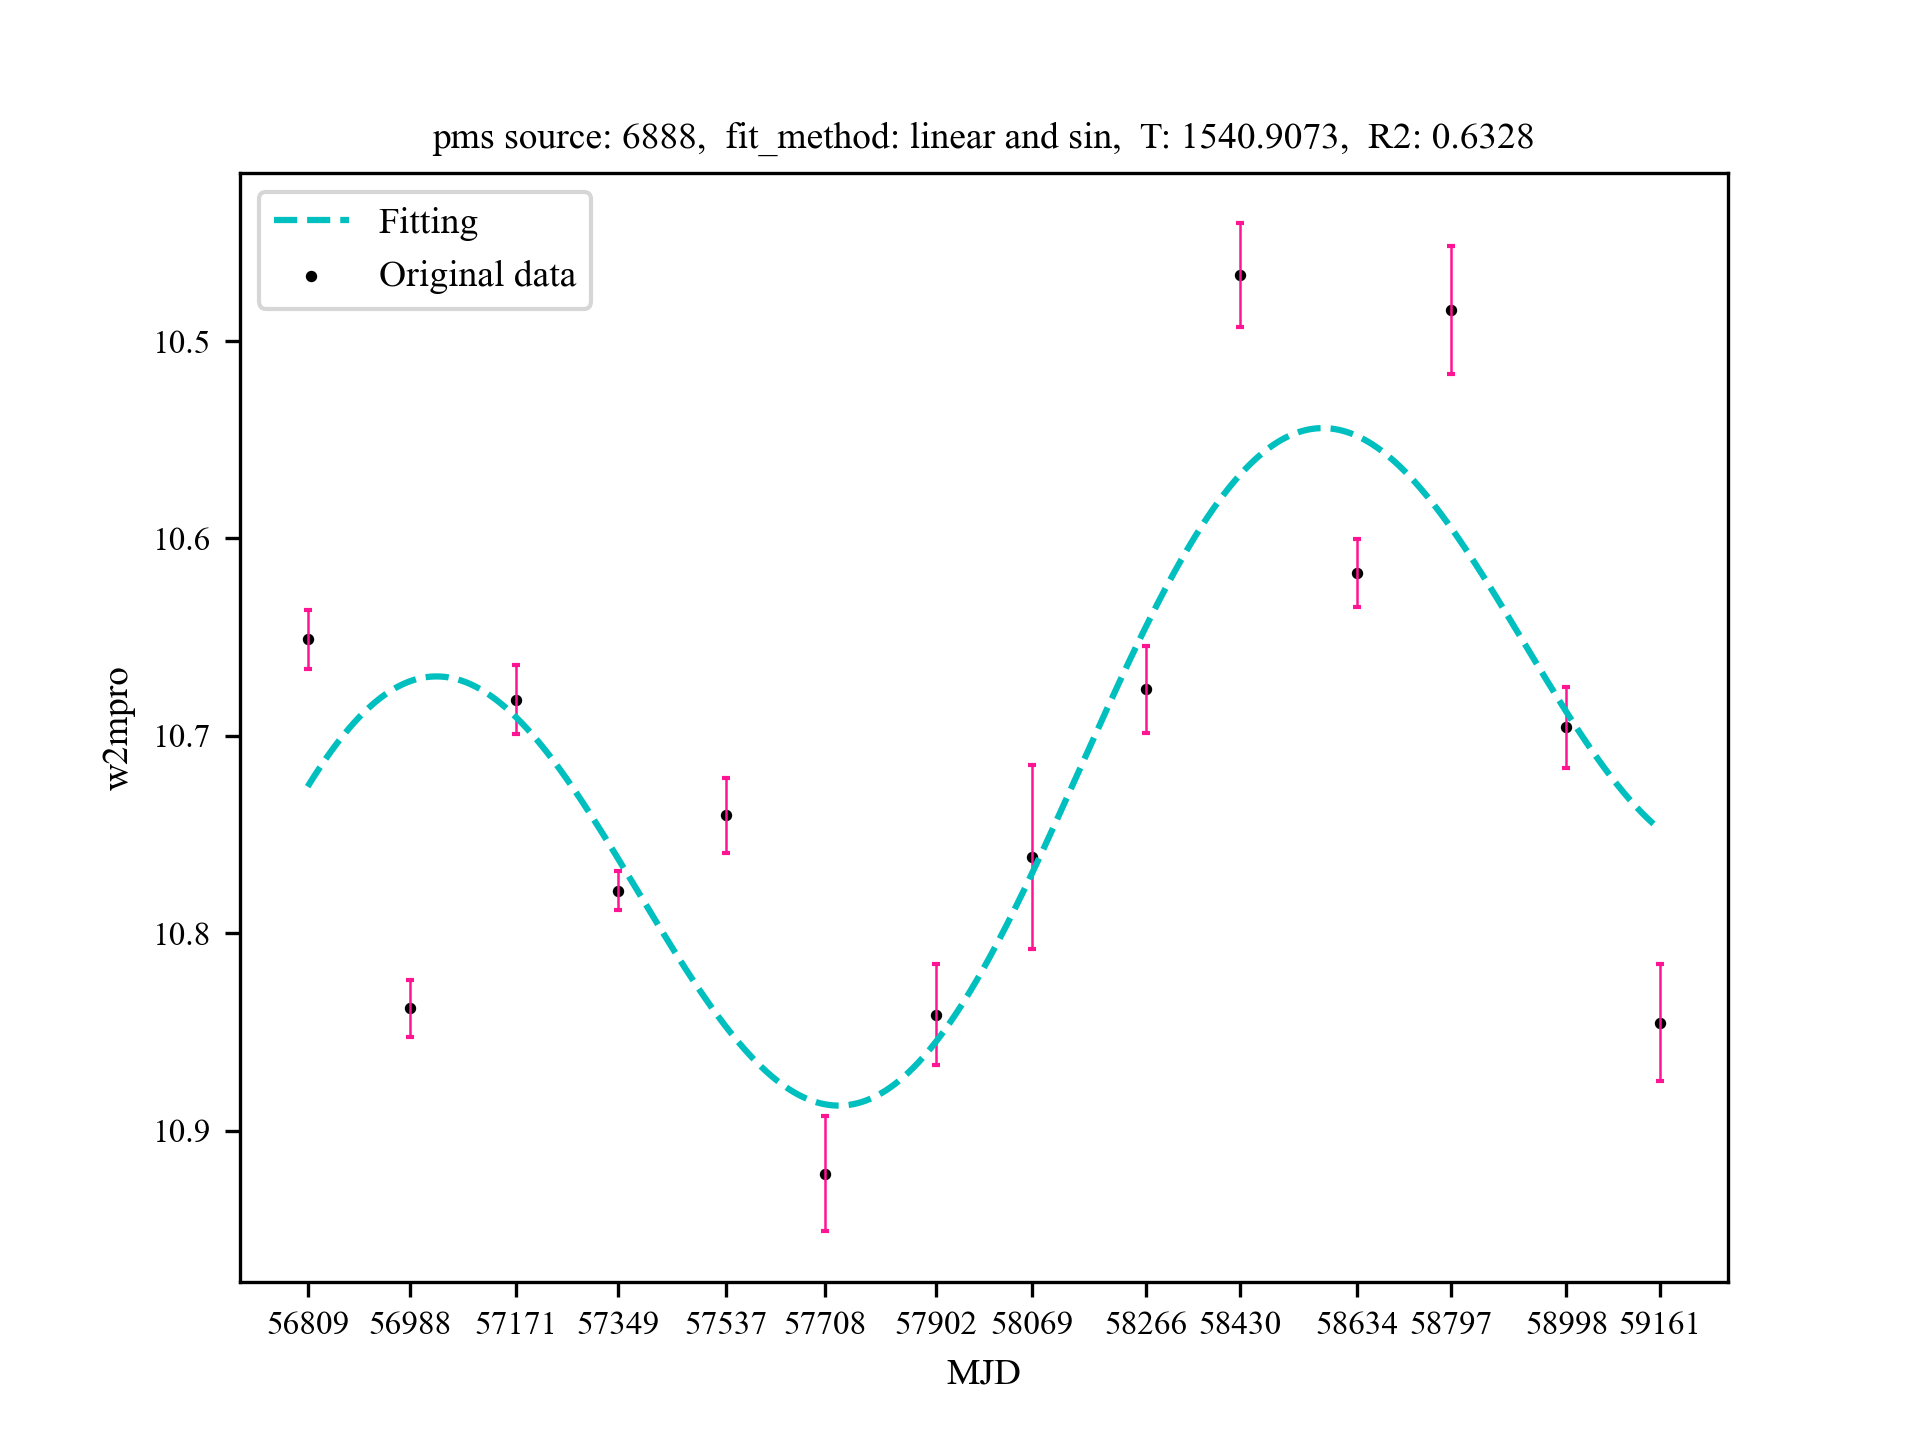 pms source: 6888,  fit_method: linear and sin,  T: 1540.9073,  R2: 0.6328
Fitting
Original data
10.5
10.6
10.7
10.8
10.9
w2mpro
56809 56988 57171 57349 57537 57708 57902 58069 58266 58430 58634 58797 58998 59161
MJD